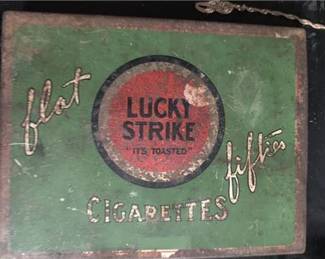 flat
LUCKY
STRIKE
"IT'S TOASTED"
fifties
CIGARETTES